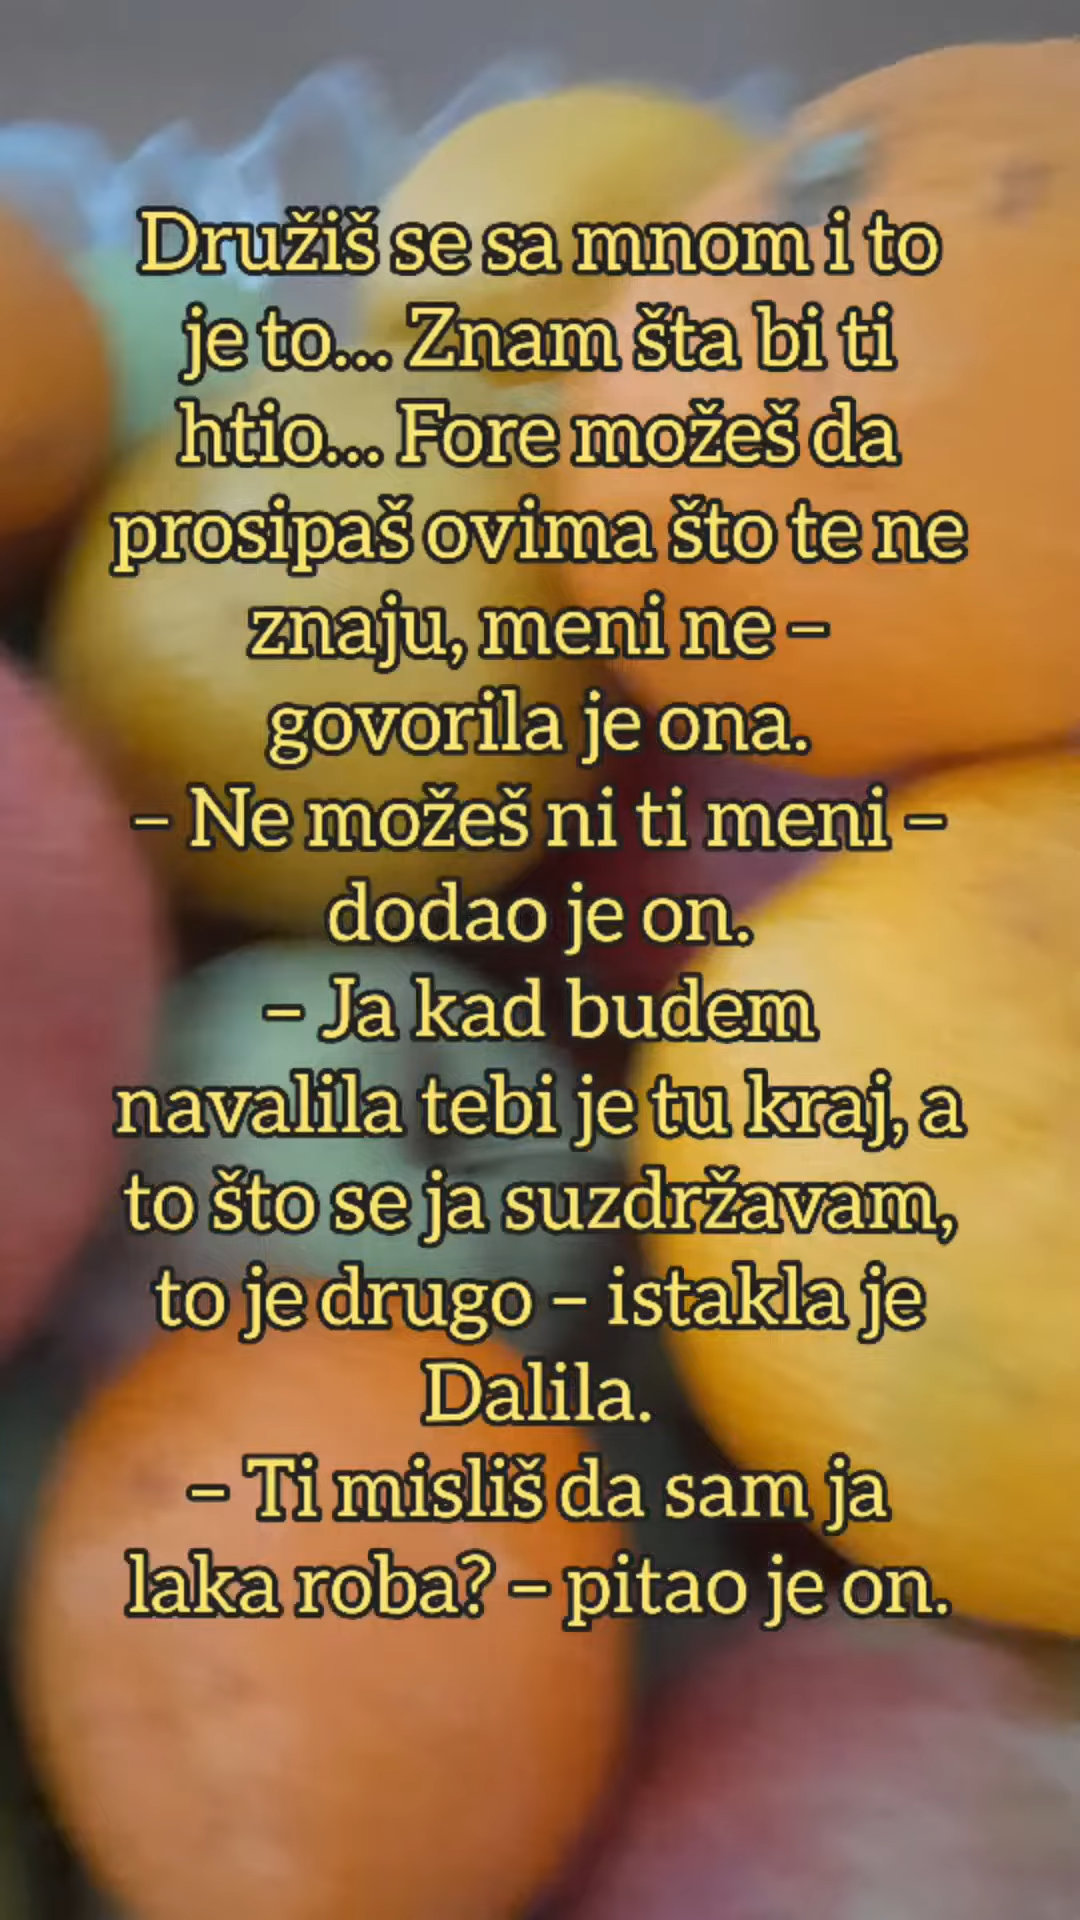 Družiš se sa mnom i to
je to... Znam šta bi ti
htio... Fore možeš da
prosipaš ovima što te ne
znaju, meni ne –
govorila je ona.
– Ne možeš ni ti meni –
dodao je on.
– Ja kad budem
navalila tebi je tu kraj, a
to što se ja suzdržavam,
to je drugo – istakla je
Dalila.
– Ti misliš da sam ja
laka roba? – pitao je on.